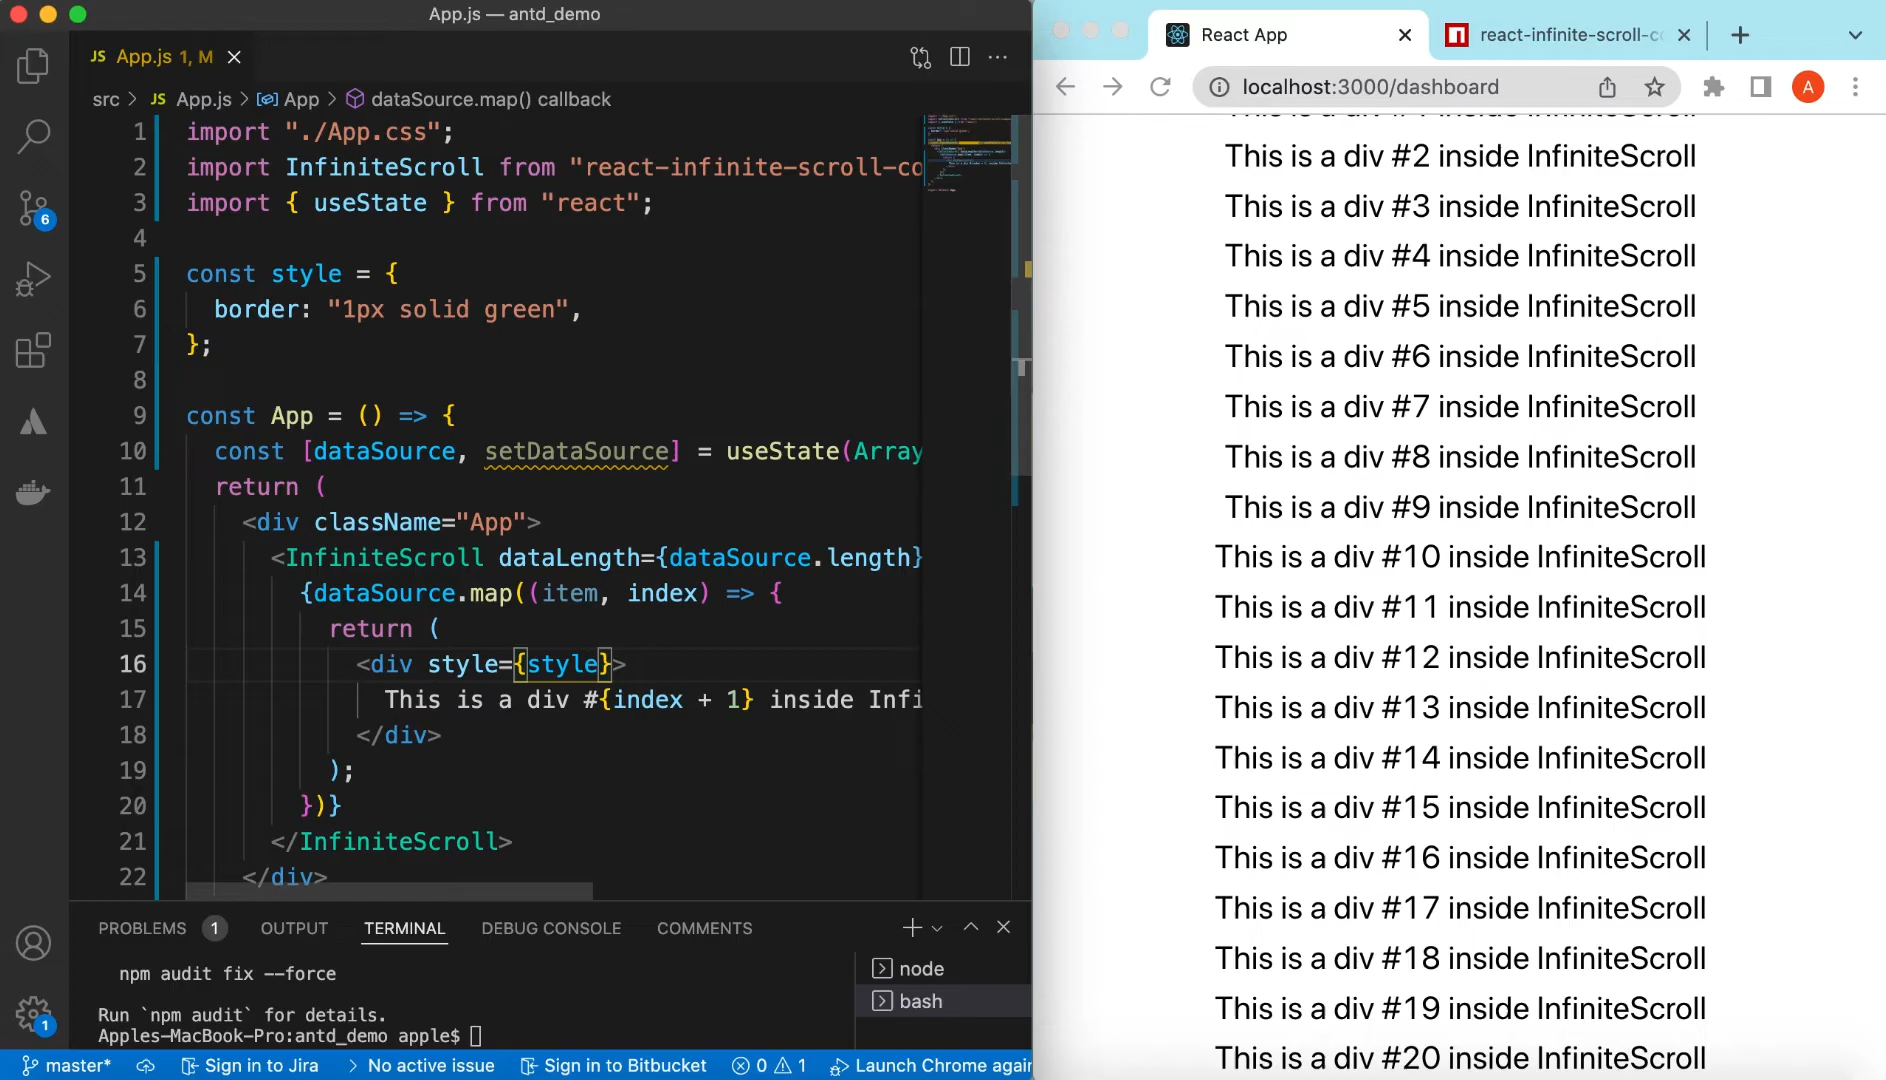 App.js — antd_demo
JS App.js 1, M
src > JS App.js > App > dataSource.map() callback
1 import "./App.css";
2 import InfiniteScroll from "react-infinite-scroll-co
3 import { useState } from "react";
4
5 const style = {
6 border: "1px solid green",
7 };
8
9 const App = () => {
10 const [dataSource, setDataSource] = useState(Array
11 return (
12 <div className="App">
13 <InfiniteScroll dataLength={dataSource.length}
14 {dataSource.map((item, index) => {
15 return (
16 <div style={style}>
17 This is a div #{index + 1} inside Infi
18 </div>
19 );
20 })}
21 </InfiniteScroll>
22 </div>
6
1
PROBLEMS 1 OUTPUT TERMINAL DEBUG CONSOLE COMMENTS
npm audit fix --force
Run `npm audit` for details.
Apples-MacBook-Pro:antd_demo apple$
node
bash
master* Sign in to Jira > No active issue Sign in to Bitbucket 0 1 Launch Chrome agai
React App
react-infinite-scroll-co
localhost:3000/dashboard
A
This is a div #2 inside InfiniteScroll
This is a div #3 inside InfiniteScroll
This is a div #4 inside InfiniteScroll
This is a div #5 inside InfiniteScroll
This is a div #6 inside InfiniteScroll
This is a div #7 inside InfiniteScroll
This is a div #8 inside InfiniteScroll
This is a div #9 inside InfiniteScroll
This is a div #10 inside InfiniteScroll
This is a div #11 inside InfiniteScroll
This is a div #12 inside InfiniteScroll
This is a div #13 inside InfiniteScroll
This is a div #14 inside InfiniteScroll
This is a div #15 inside InfiniteScroll
This is a div #16 inside InfiniteScroll
This is a div #17 inside InfiniteScroll
This is a div #18 inside InfiniteScroll
This is a div #19 inside InfiniteScroll
This is a div #20 inside InfiniteScroll